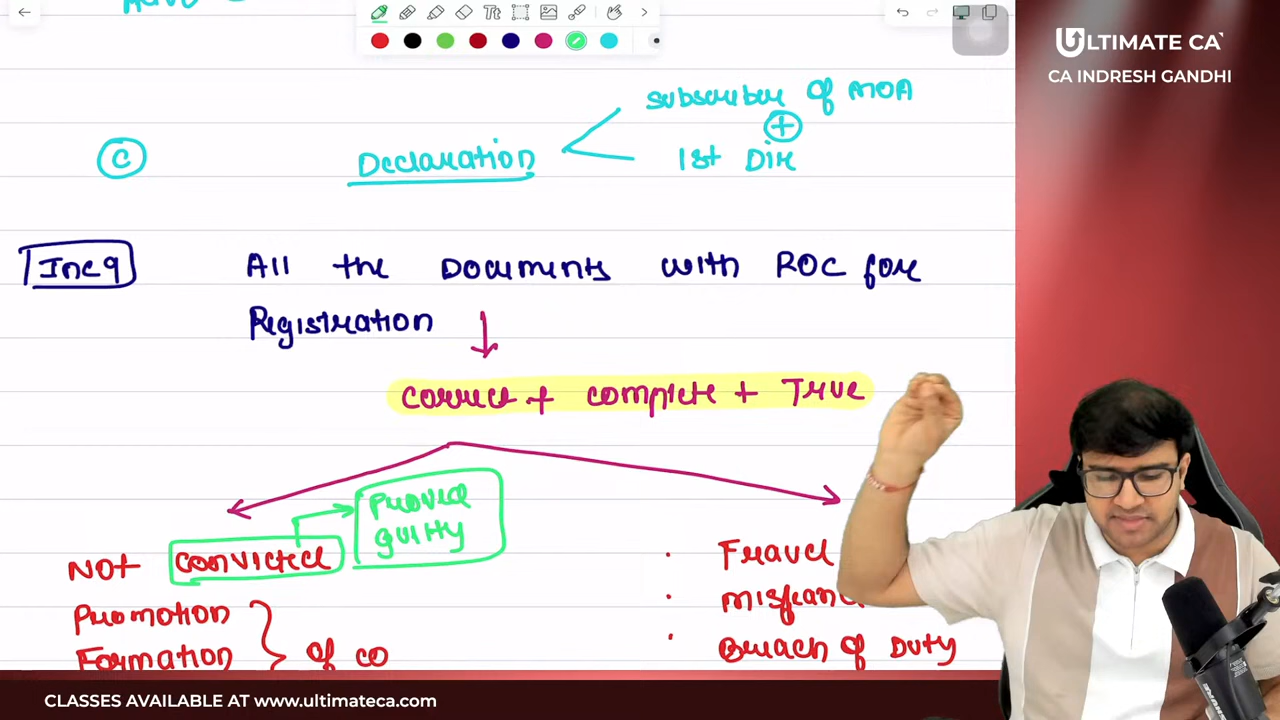 ULTIMATE CA
CA INDRESH GANDHI
subscriber of MOA
+
C Declaration 1st Dir
Inc 9 All the Documents with ROC for
Registration
correct + complete + True
Proved
guilty
NOT convicted
Promotion
Formation } of co
· Fraud
·
· Breach of Duty
CLASSES AVAILABLE AT www.ultimateca.com